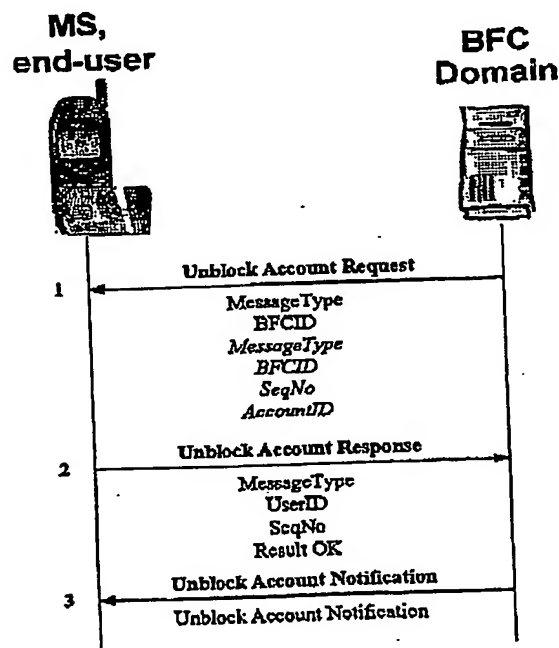 MS,
end-user
BFC
Domain
1
Unblock Account Request
MessageType
BFCID
MessageType
BFCID
SeqNo
AccountID
2
Unblock Account Response
MessageType
UserID
SeqNo
Result OK
3
Unblock Account Notification
Unblock Account Notification